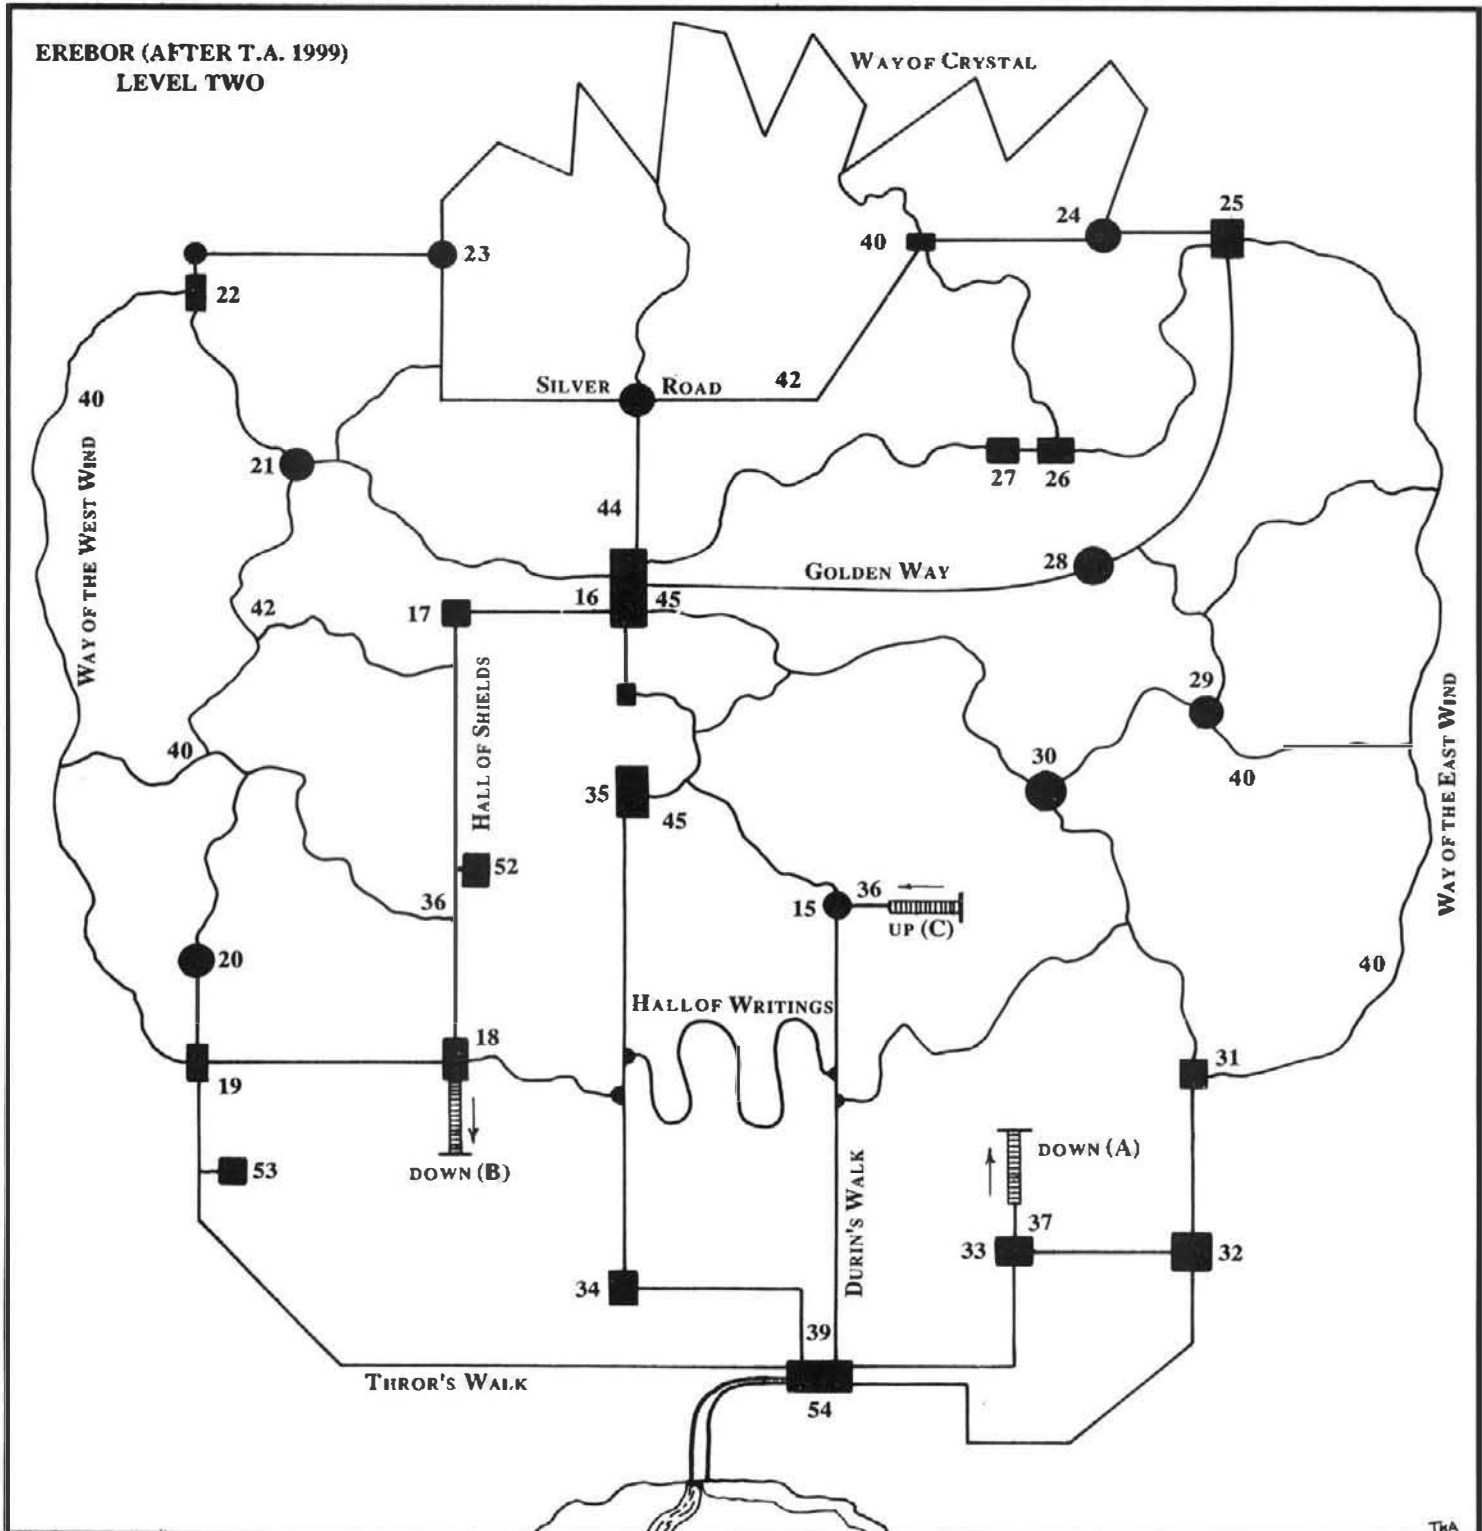 EREBOR (AFTER T.A. 1999)
LEVEL TWO
WAY OF CRYSTAL
24
25
40
23
22
SILVER ROAD
42
40
WAY OF THE WEST WIND
21
27
26
44
GOLDEN WAY
28
42
17
16
45
HALL OF SHIELDS
29
WAY OF THE EAST WIND
40
30
40
35
45
52
36
36
15
UP (C)
20
40
HALL OF WRITINGS
18
31
19
53
DOWN (B)
DOWN (A)
DURIN'S WALK
37
33
32
34
39
THROR'S WALK
54
THA